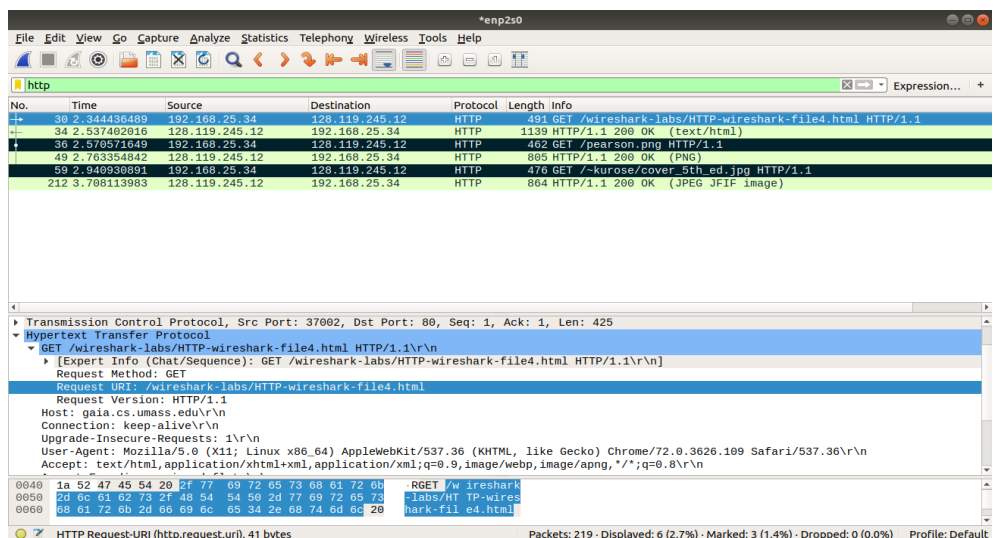 *enp2s0
File Edit View Go Capture Analyze Statistics Telephony Wireless Tools Help
http Expression... +
No. Time Source Destination Protocol Length Info
30 2.344436489 192.168.25.34 128.119.245.12 HTTP 491 GET /wireshark-labs/HTTP-wireshark-file4.html HTTP/1.1
34 2.537402016 128.119.245.12 192.168.25.34 HTTP 1139 HTTP/1.1 200 OK (text/html)
36 2.570571649 192.168.25.34 128.119.245.12 HTTP 462 GET /pearson.png HTTP/1.1
49 2.763354842 128.119.245.12 192.168.25.34 HTTP 805 HTTP/1.1 200 OK (PNG)
59 2.940930891 192.168.25.34 128.119.245.12 HTTP 476 GET /~kurose/cover_5th_ed.jpg HTTP/1.1
212 3.708113983 128.119.245.12 192.168.25.34 HTTP 864 HTTP/1.1 200 OK (JPEG JFIF image)
Transmission Control Protocol, Src Port: 37002, Dst Port: 80, Seq: 1, Ack: 1, Len: 425
Hypertext Transfer Protocol
GET /wireshark-labs/HTTP-wireshark-file4.html HTTP/1.1\r\n
[Expert Info (Chat/Sequence): GET /wireshark-labs/HTTP-wireshark-file4.html HTTP/1.1\r\n]
Request Method: GET
Request URI: /wireshark-labs/HTTP-wireshark-file4.html
Request Version: HTTP/1.1
Host: gaia.cs.umass.edu\r\n
Connection: keep-alive\r\n
Upgrade-Insecure-Requests: 1\r\n
User-Agent: Mozilla/5.0 (X11; Linux x86_64) AppleWebKit/537.36 (KHTML, like Gecko) Chrome/72.0.3626.109 Safari/537.36\r\n
Accept: text/html,application/xhtml+xml,application/xml;q=0.9,image/webp,image/apng,*/*;q=0.8\r\n
0040 1a 52 47 45 54 20 2f 77 69 72 65 73 68 61 72 6b ·RGET /w ireshark
0050 2d 6c 61 62 73 2f 48 54 54 50 2d 77 69 72 65 73 -labs/HT TP-wires
0060 68 61 72 6b 2d 66 69 6c 65 34 2e 68 74 6d 6c 20 hark-fil e4.html
HTTP Request-URI (http.request.uri), 41 bytes Packets: 219 · Displayed: 6 (2.7%) · Marked: 3 (1.4%) · Dropped: 0 (0.0%) Profile: Default